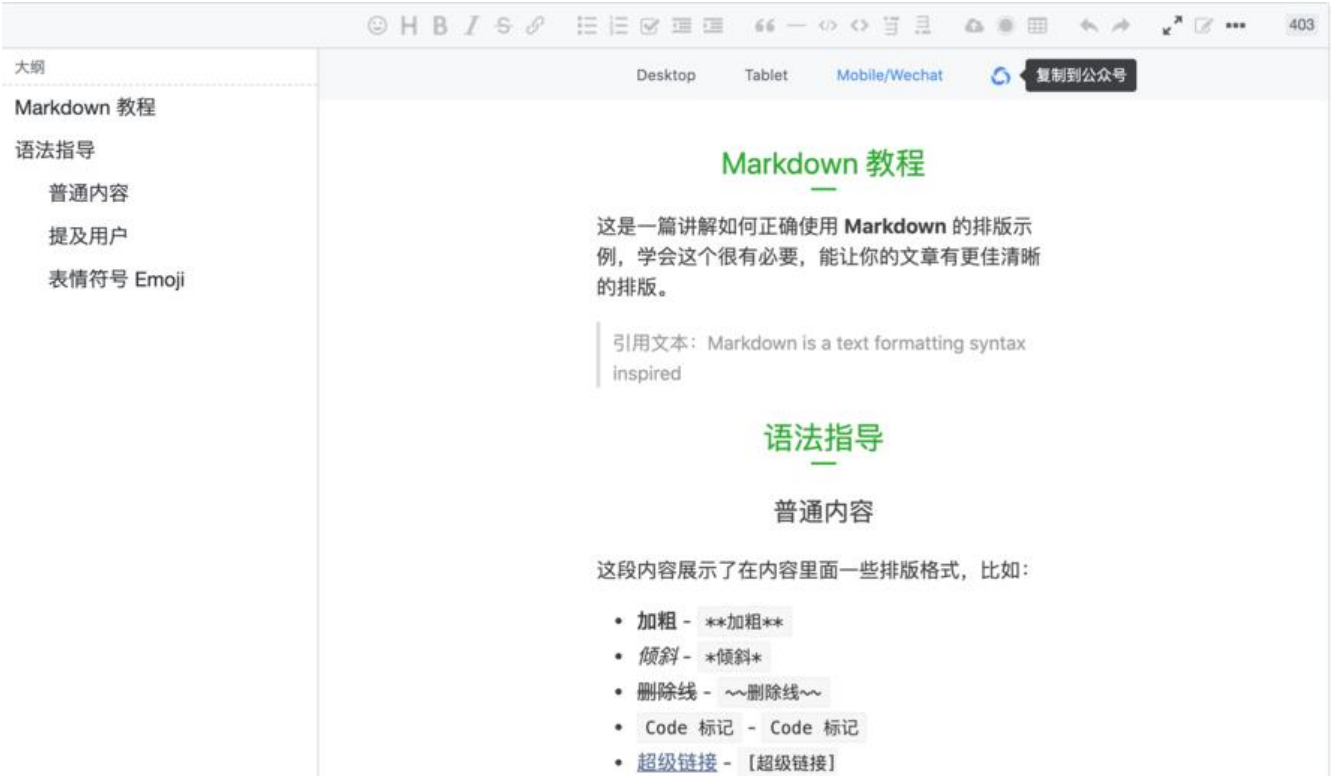 403
大纲
Desktop Tablet Mobile/Wechat 复制到公众号
Markdown 教程
语法指导
普通内容
提及用户
表情符号 Emoji
Markdown 教程
这是一篇讲解如何正确使用 Markdown 的排版示
例，学会这个很有必要，能让你的文章有更佳清晰
的排版。
引用文本：Markdown is a text formatting syntax
inspired
语法指导
普通内容
这段内容展示了在内容里面一些排版格式，比如：
• 加粗 - **加粗**
• 倾斜 - *倾斜*
• 删除线 - ~~删除线~~
• Code 标记 - Code 标记
• 超级链接 - [超级链接]